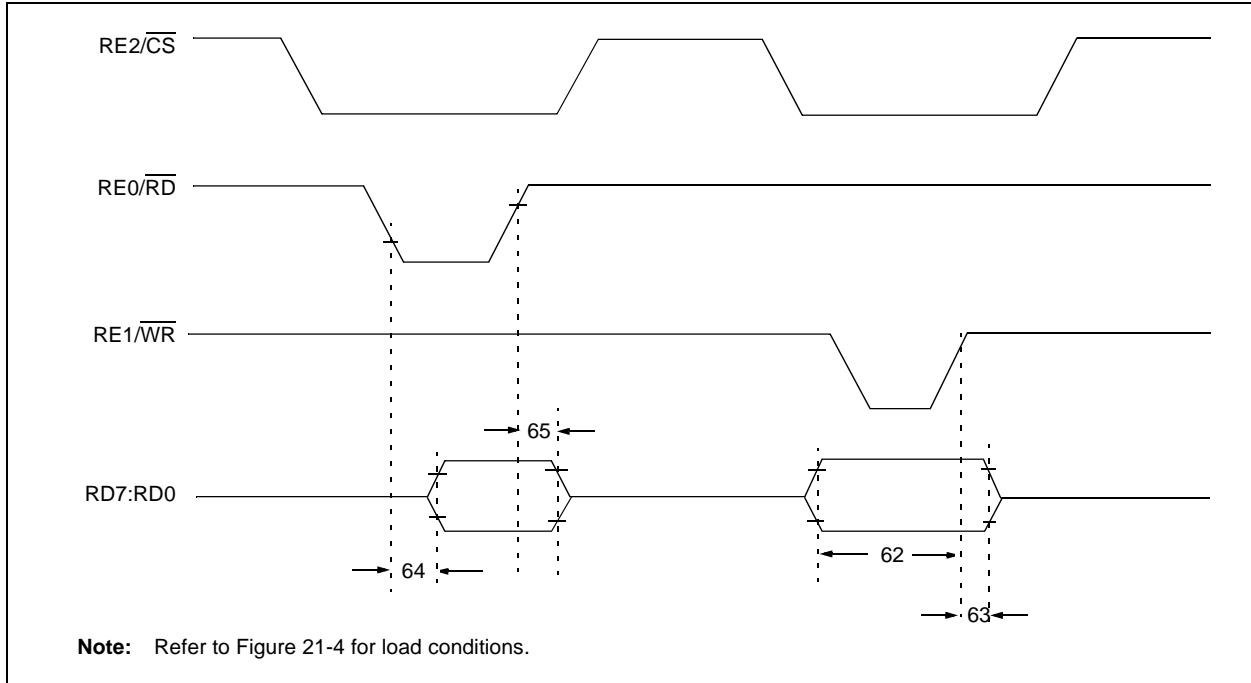 RE2/CS
RE0/RD
RE1/WR
65
RD7:RD0
62
64
63
Note: Refer to Figure 21-4 for load conditions.